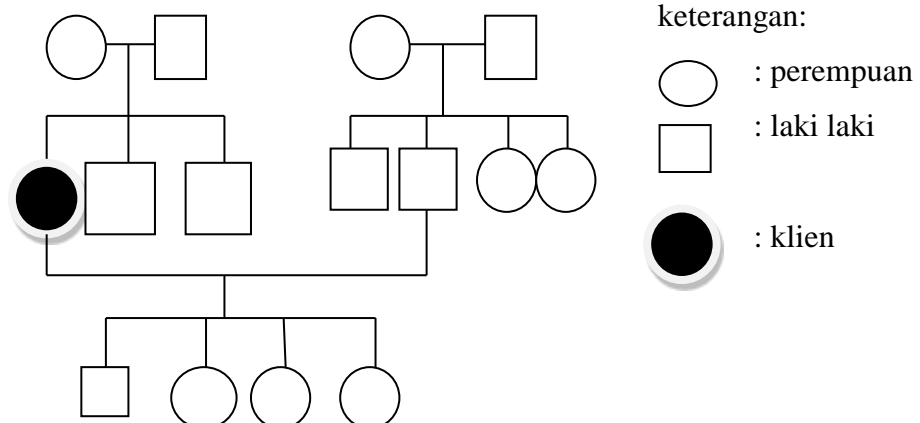 keterangan:
: perempuan
: laki laki
: klien